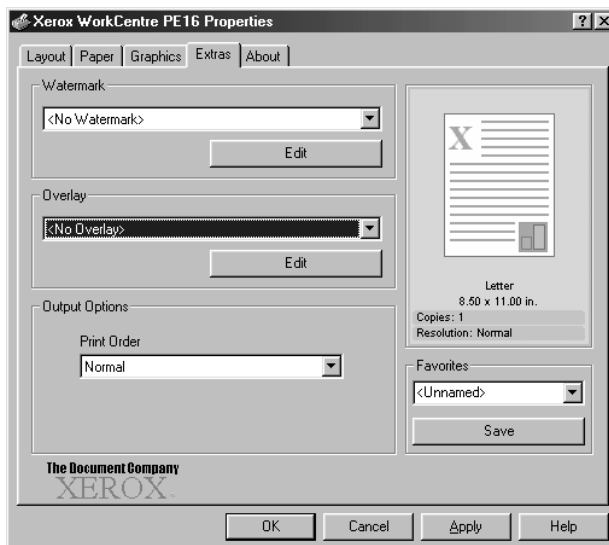 Xerox WorkCentre PE16 Properties
Layout Paper Graphics Extras About
Watermark
<No Watermark>
Edit
Overlay
<No Overlay>
Edit
Output Options
Print Order
Normal
The Document Company
XEROX
X
Letter
8.50 x 11.00 in.
Copies: 1
Resolution: Normal
Favorites
<Unnamed>
Save
OK Cancel Apply Help